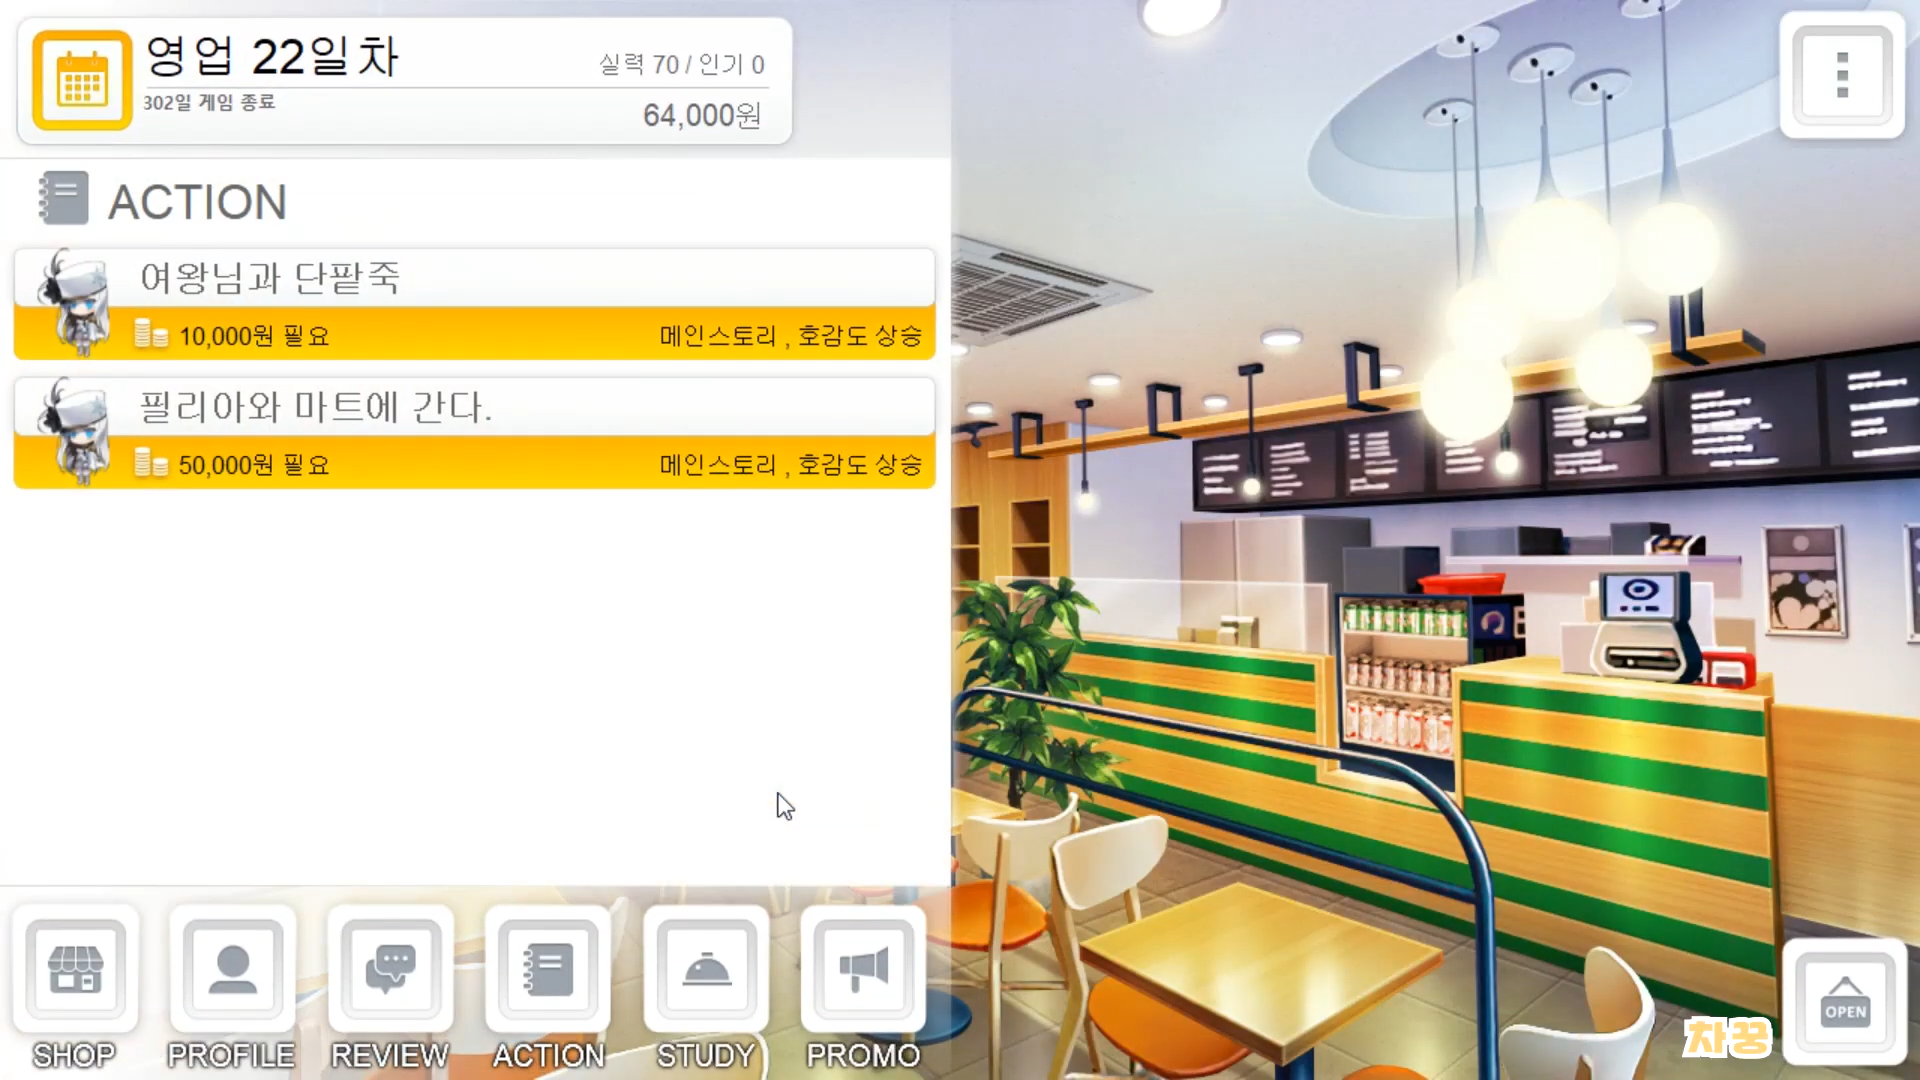 영업 22일차
실력 70 / 인기 0
302일 게임 종료
64,000원
ACTION
여왕님과 단팥죽
10,000원 필요
메인스토리 , 호감도 상승
필리아와 마트에 간다.
50,000원 필요
메인스토리 , 호감도 상승
SHOP
PROFILE
REVIEW
ACTION
STUDY
PROMO
OPEN
차꿍